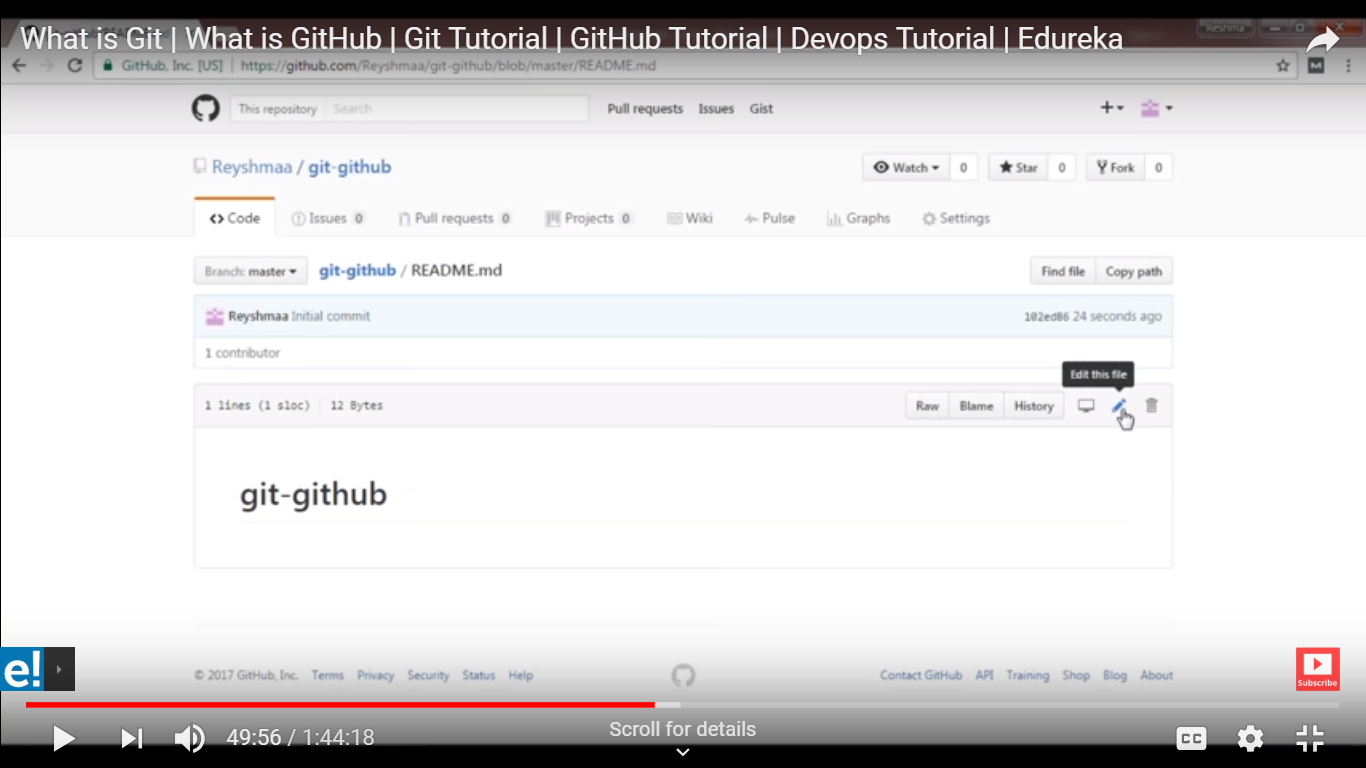 What is Git | What is GitHub | Git Tutorial | GitHub Tutorial | Devops Tutorial | Edureka
Reshma
GitHub, Inc. [US] | https://github.com/Reyshmaa/git-github/blob/master/README.md
This repository Search Pull requests Issues Gist
Reyshmaa / git-github Watch 0 Star 0 Fork 0
Code Issues 0 Pull requests 0 Projects 0 Wiki Pulse Graphs Settings
Branch: master git-github / README.md Find file Copy path
Reyshmaa Initial commit 102ed86 24 seconds ago
1 contributor
Edit this file
1 lines (1 sloc) 12 Bytes Raw Blame History
git-github
e!
© 2017 GitHub, Inc. Terms Privacy Security Status Help Contact GitHub API Training Shop Blog About
Subscribe
49:56 / 1:44:18 Scroll for details CC